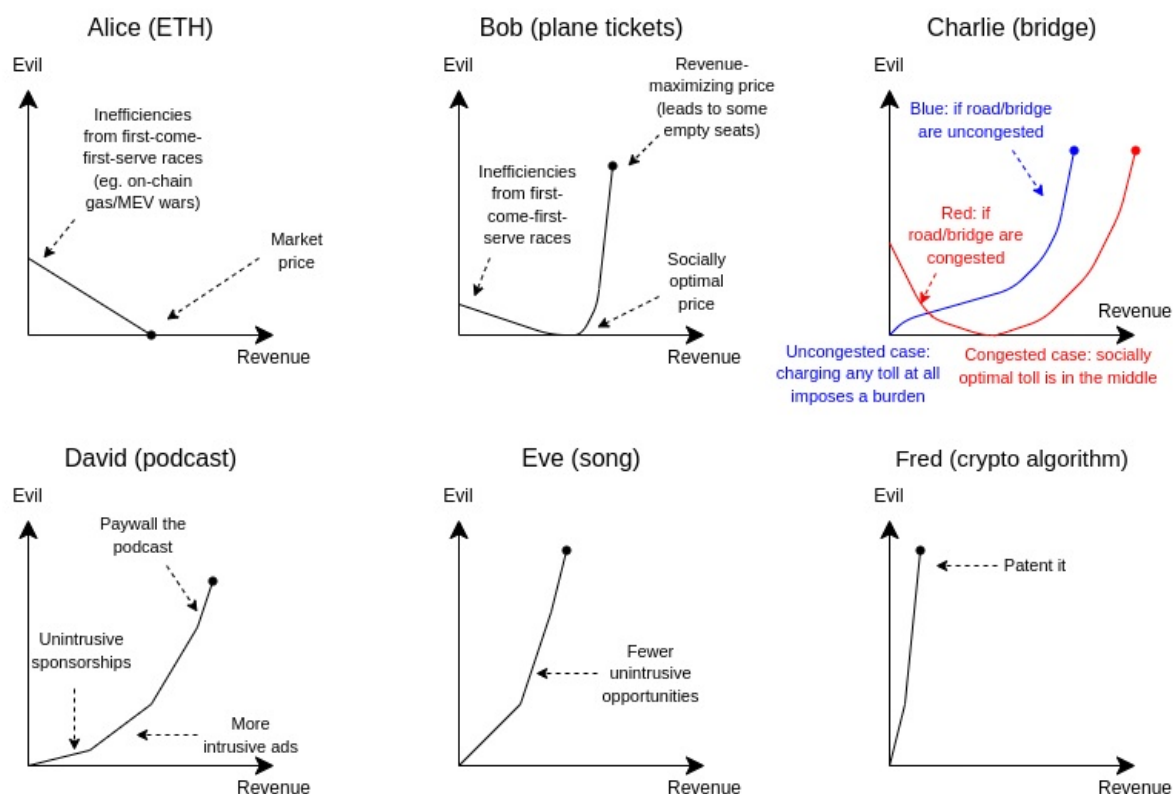 Alice (ETH)
Evil
Inefficiencies
from first-come-
first-serve races
(eg. on-chain
gas/MEV wars)
Market
price
Revenue
Bob (plane tickets)
Evil
Revenue-
maximizing price
(leads to some
empty seats)
Inefficiencies
from first-
come-first-
serve races
Socially
optimal
price
Revenue
Charlie (bridge)
Evil
Blue: if road/bridge
are uncongested
Red: if
road/bridge are
congested
Revenue
Uncongested case:
charging any toll at all
imposes a burden
Congested case: socially
optimal toll is in the middle
David (podcast)
Evil
Paywall the
podcast
Unintrusive
sponsorships
More
intrusive ads
Revenue
Eve (song)
Evil
Fewer
unintrusive
opportunities
Revenue
Fred (crypto algorithm)
Evil
Patent it
Revenue